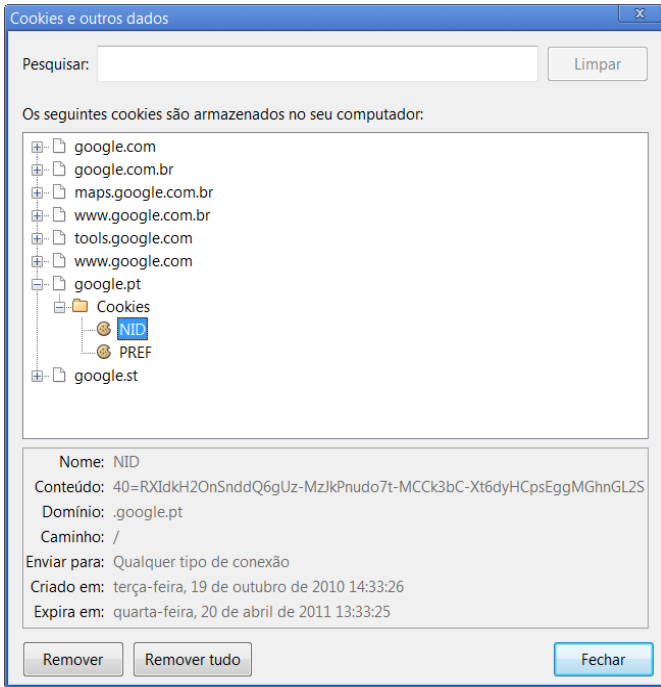 Cookies e outros dados
x
Pesquisar:
Limpar
Os seguintes cookies são armazenados no seu computador:
google.com
google.com.br
maps.google.com.br
www.google.com.br
tools.google.com
www.google.com
google.pt
Cookies
NID
PREF
google.st
Nome: NID
Conteúdo: 40=RXIdkH2OnSnddQ6gUz-MzJkPnudo7t-MCCk3bC-Xt6dyHCpsEggMGhnGL2S
Domínio: .google.pt
Caminho: /
Enviar para: Qualquer tipo de conexão
Criado em: terça-feira, 19 de outubro de 2010 14:33:26
Expira em: quarta-feira, 20 de abril de 2011 13:33:25
Remover Remover tudo Fechar